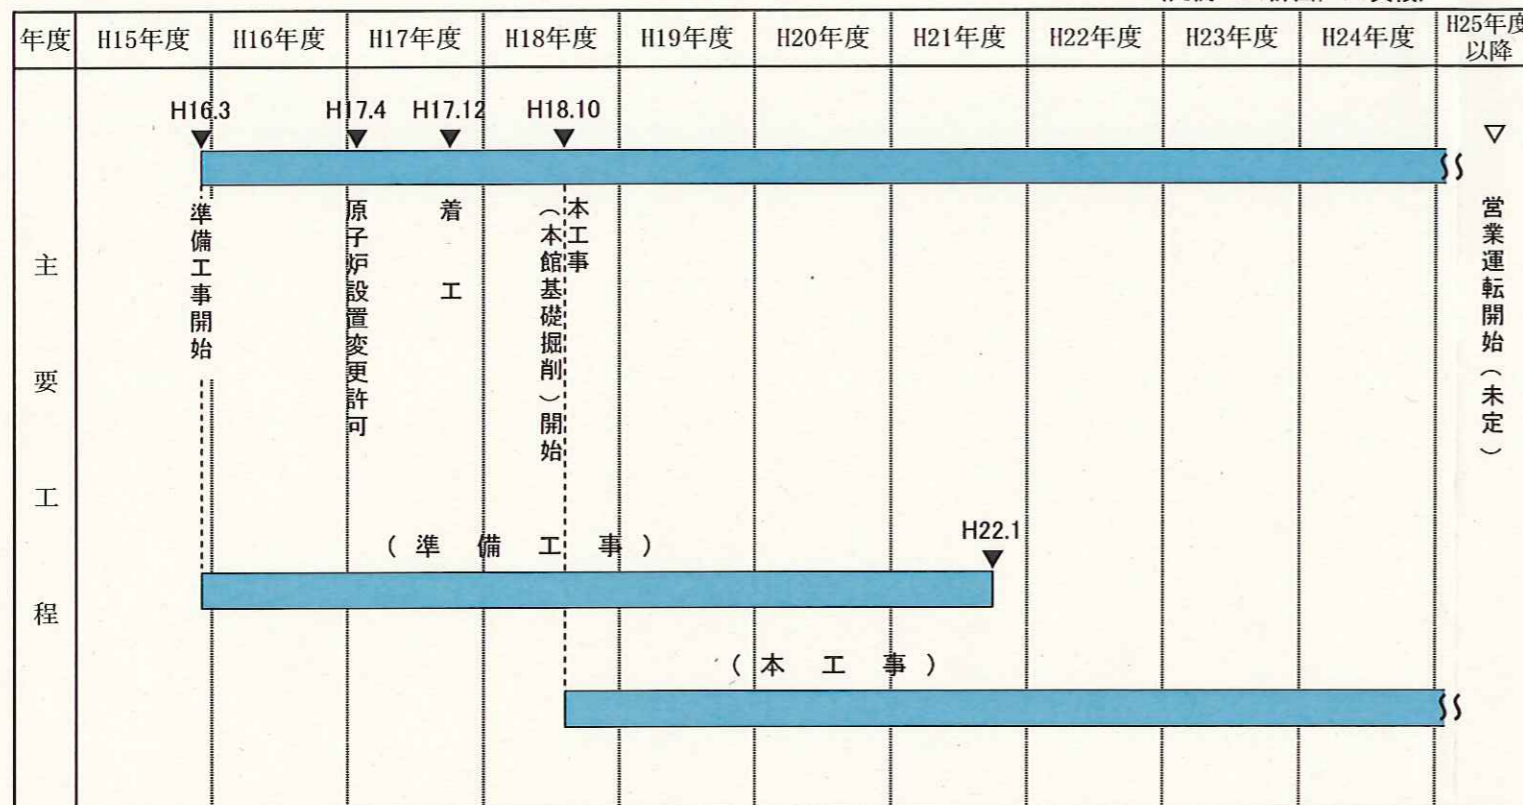 年度 H15年度 H16年度 H17年度 H18年度 H19年度 H20年度 H21年度 H22年度 H23年度 H24年度 H25年度
以降
H16.3 H17.4 H17.12 H18.10
主要工程
準備工事開始
原子炉設置変更許可
着工
本工事
（本館基礎掘削）開始
営業運転開始（未定）
(準備工事)
H22.1
(本工事)